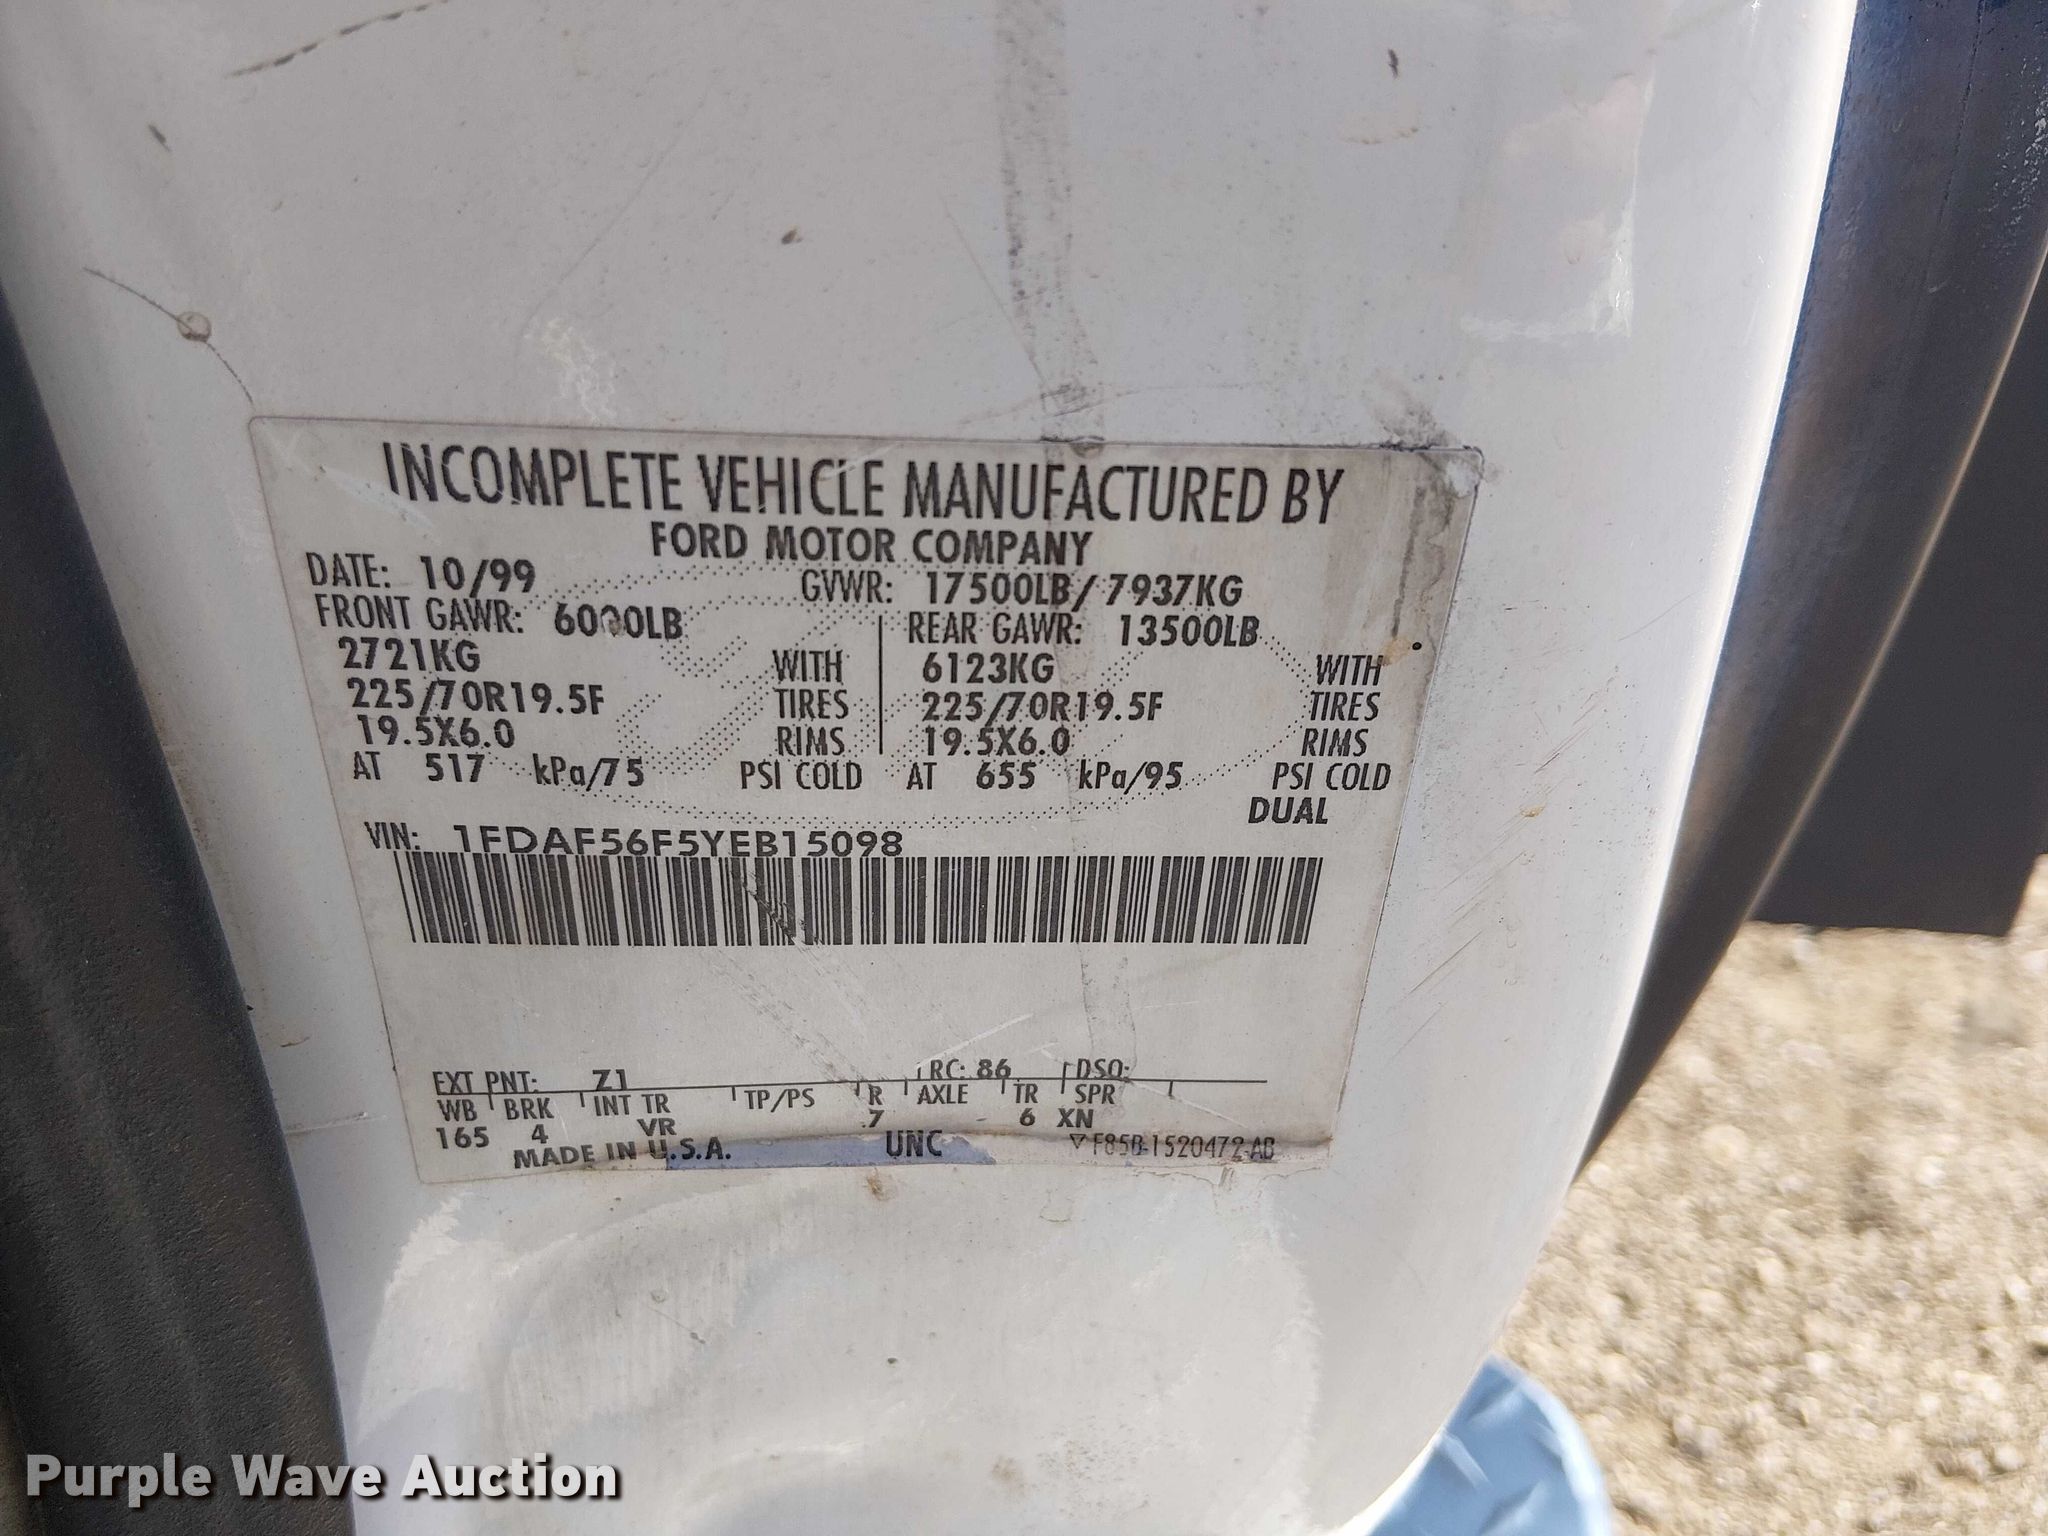 INCOMPLETE VEHICLE MANUFACTURED BY
FORD MOTOR COMPANY
DATE: 10/99 GVWR: 17500LB/ 7937KG
FRONT GAWR: 6000LB REAR GAWR: 13500LB
2721KG WITH 6123KG WITH
225/70R19.5F TIRES 225/70R19.5F TIRES
19.5X6.0 RIMS 19.5X6.0 RIMS
AT 517 kPa/75 PSI COLD AT 655 kPa/95 PSI COLD
DUAL
VIN: 1FDAF56F5YEB15098
EXT PNT: Z1 RC: 86 DSO:
WB BRK INT TR TP/PS R AXLE TR SPR
165 4 VR 7 6 XN
MADE IN U.S.A. UNC F85B-1520472-AB
Purple Wave Auction